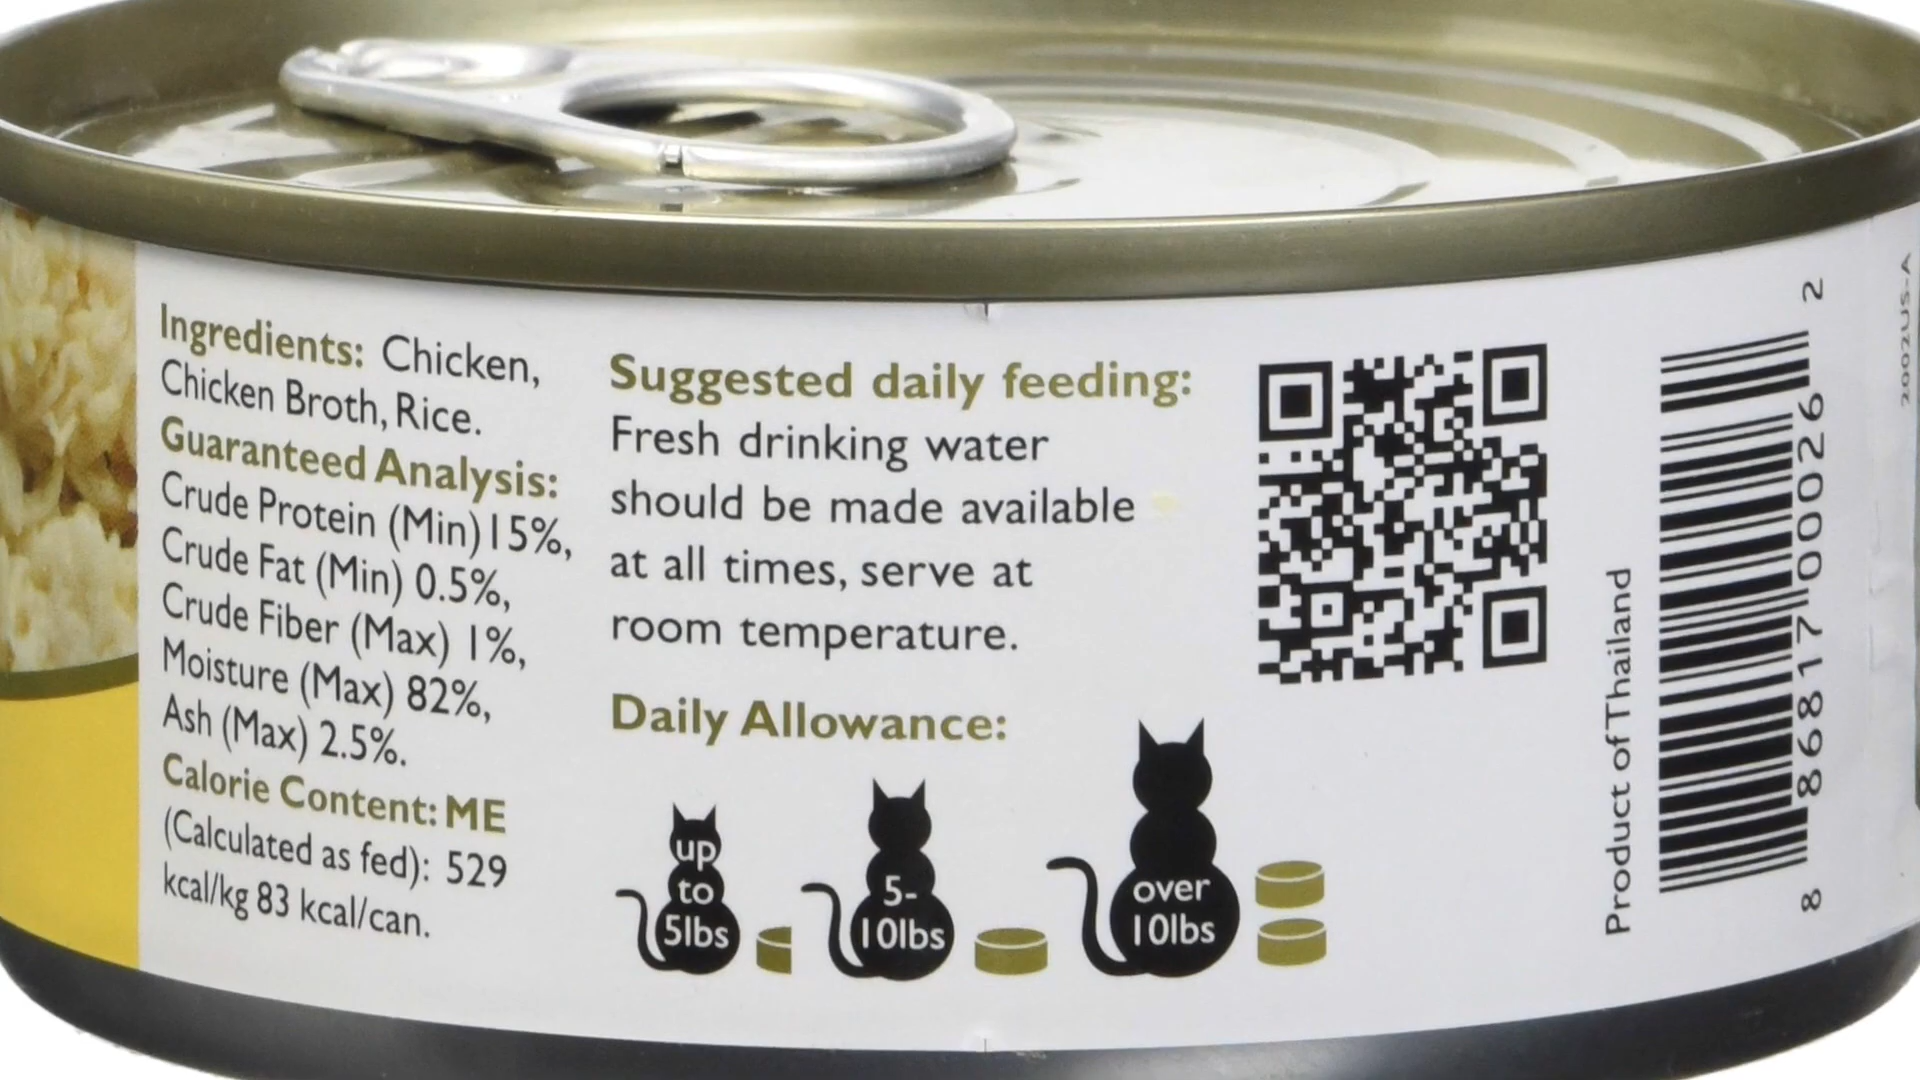 Ingredients: Chicken,
Chicken Broth, Rice.
Guaranteed Analysis:
Crude Protein (Min) 15%,
Crude Fat (Min) 0.5%,
Crude Fiber (Max) 1%,
Moisture (Max) 82%,
Ash (Max) 2.5%.
Calorie Content: ME
(Calculated as fed): 529
kcal/kg 83 kcal/can.
Suggested daily feeding:
Fresh drinking water
should be made available
at all times, serve at
room temperature.
Daily Allowance:
up
to
5lbs
5-
10lbs
over
10lbs
Product of Thailand
8 86817 00026 2
2002US-A